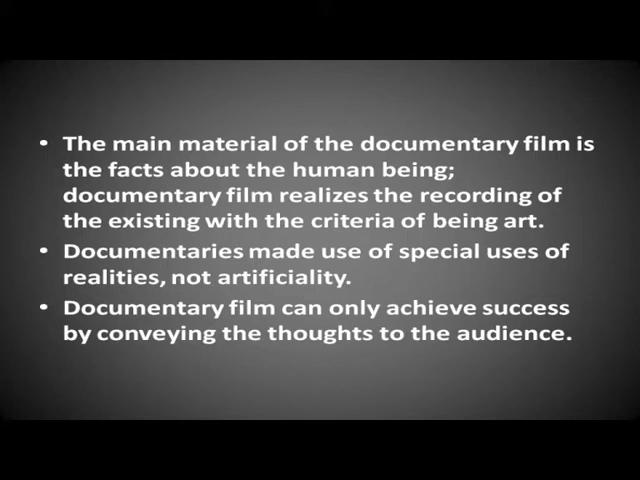 • The main material of the documentary film is
the facts about the human being;
documentary film realizes the recording of
the existing with the criteria of being art.
• Documentaries made use of special uses of
realities, not artificiality.
• Documentary film can only achieve success
by conveying the thoughts to the audience.